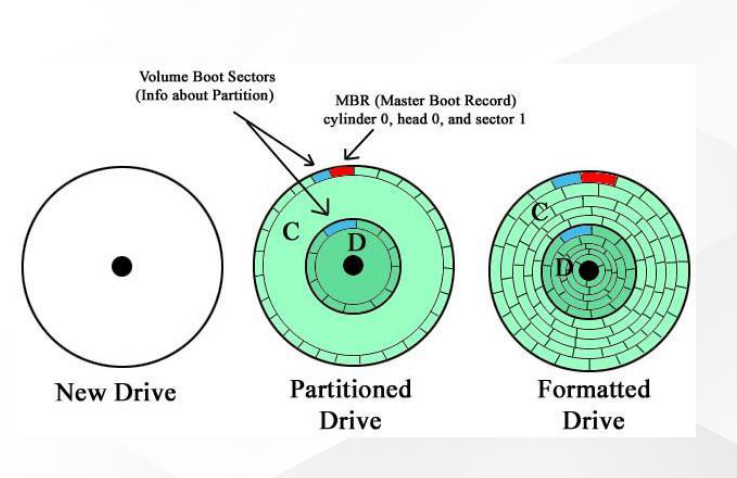 Volume Boot Sectors
(Info about Partition)
MBR (Master Boot Record)
cylinder 0, head 0, and sector 1
C
D
C
D
New Drive
Partitioned
Drive
Formatted
Drive